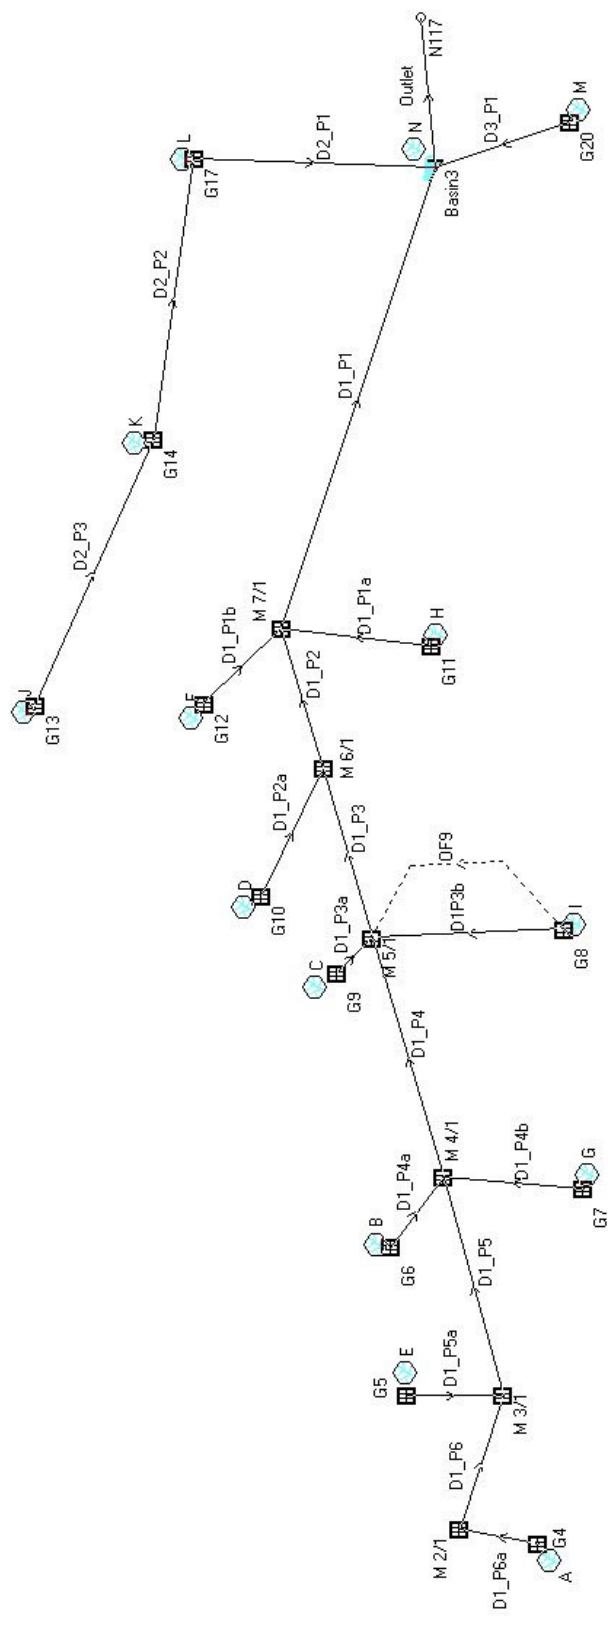 N117
Outlet
M
G20
D3_P1
N
Basin3
L
G17
D2_P1
D2_P2
K
G14
D2_P3
J
G13
D1_P1
M 7/1
D1_P1b
G12
D1_P1a
H
G11
D1_P2
M 6/1
D1_P2a
D
G10
D1_P3
OF9
D1_P3a
C
G9
M 5/1
D1P3b
I
G8
D1_P4
M 4/1
D1_P4a
B
G6
D1_P4b
G
G7
D1_P5
E
G5
D1_P5a
M 3/1
D1_P6
M 2/1
D1_P6a
G4
A